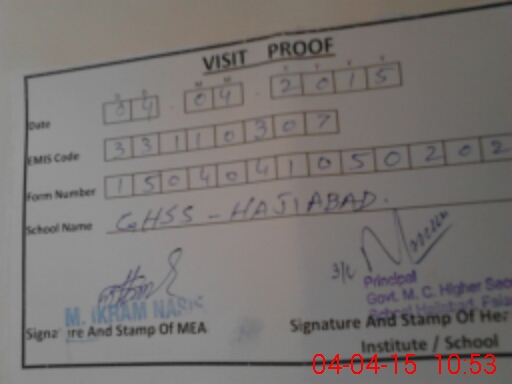 VISIT PROOF
D D M M Y Y Y Y
Date 04 . 04 . 2015
EMIS Code 33110307
Form Number 150404105020 2
School Name GHSS - HAJIABAD.
3/c
Principal
M. IKRAM Govt. M. C. Higher Sec
Signature And Stamp Of MEA Signature And Stamp Of He
Institute / School
04-04-15 10:53